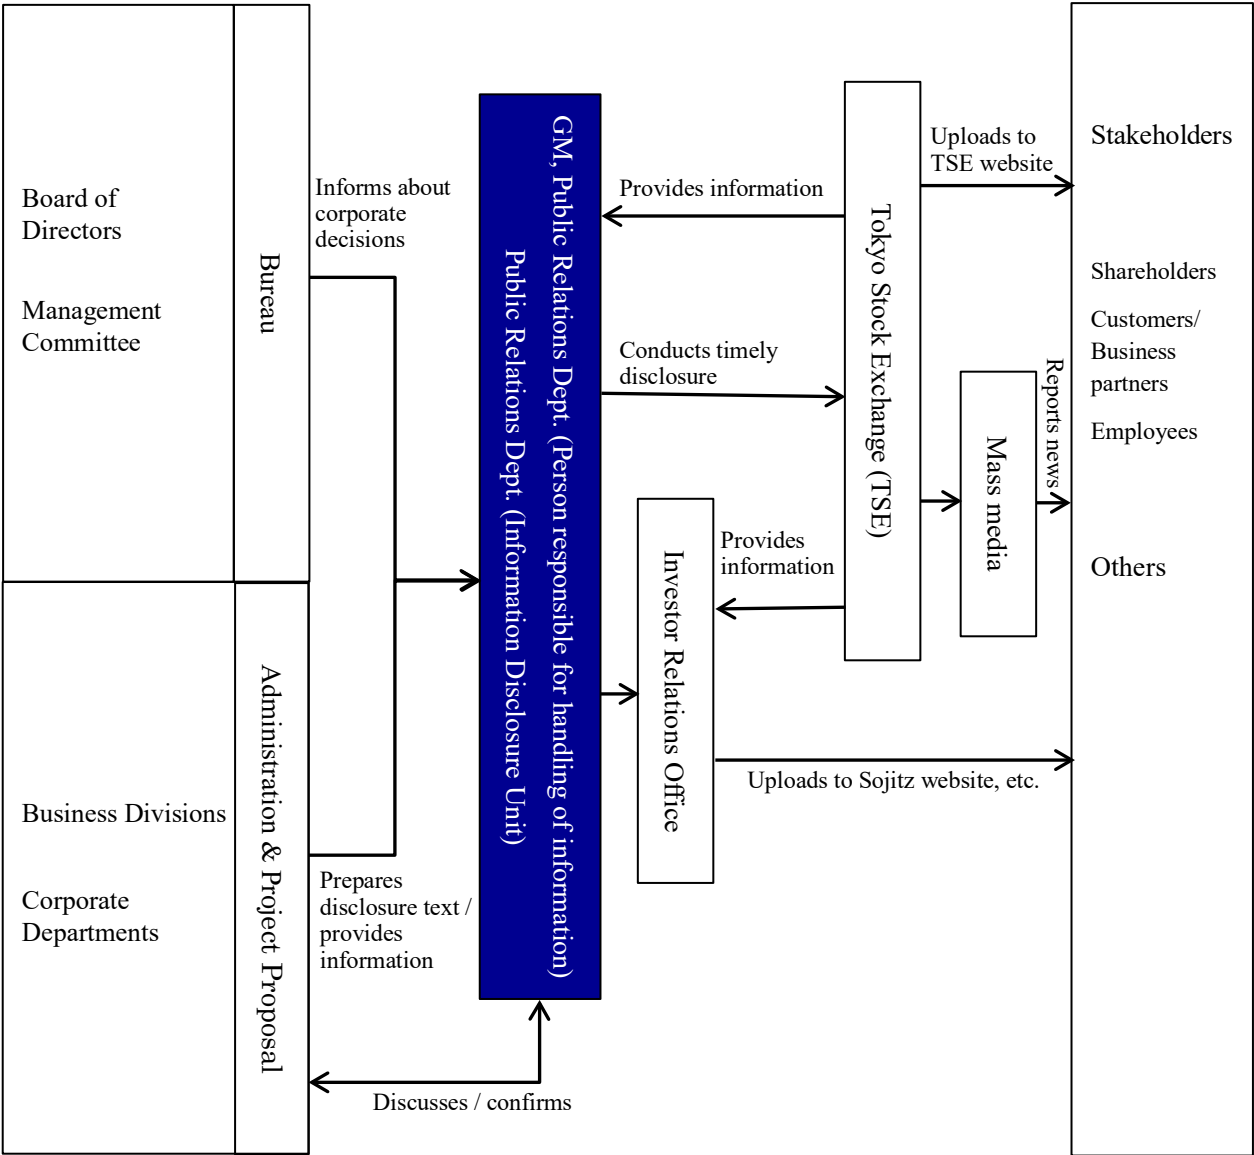 Board of
Directors
Management
Committee
Bureau
Informs about
corporate
decisions
Business Divisions
Corporate
Departments
Administration & Project Proposal
Prepares
disclosure text /
provides
information
Discusses / confirms
GM, Public Relations Dept. (Person responsible for handling of information)
Public Relations Dept. (Information Disclosure Unit)
Provides information
Conducts timely
disclosure
Investor Relations Office
Provides
information
Tokyo Stock Exchange (TSE)
Uploads to
TSE website
Mass media
Reports news
Uploads to Sojitz website, etc.
Stakeholders
Shareholders
Customers/
Business
partners
Employees
Others